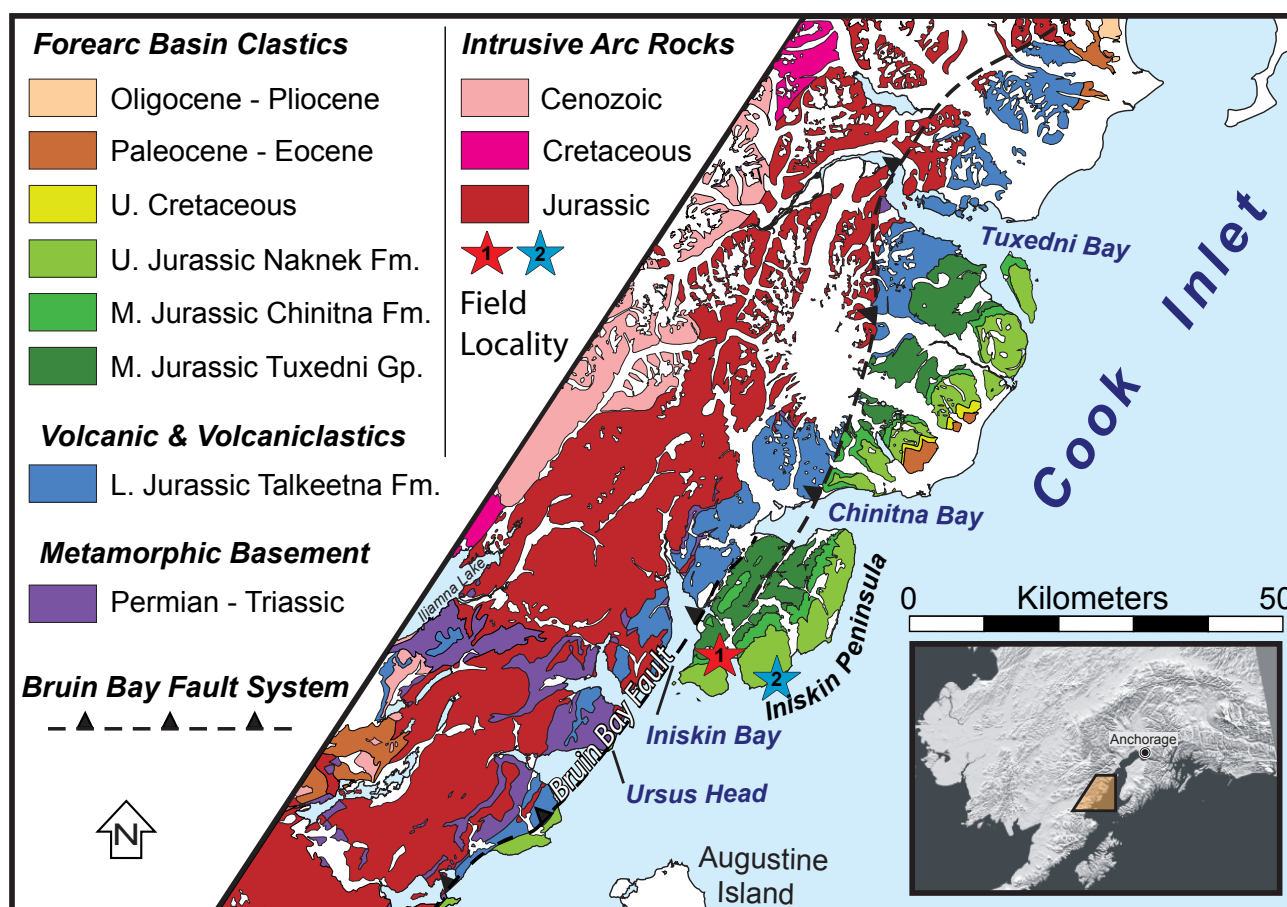 Forearc Basin Clastics
Oligocene - Pliocene
Paleocene - Eocene
U. Cretaceous
U. Jurassic Naknek Fm.
M. Jurassic Chinitna Fm.
M. Jurassic Tuxedni Gp.
Volcanic & Volcaniclastics
L. Jurassic Talkeetna Fm.
Metamorphic Basement
Permian - Triassic
Bruin Bay Fault System
N
Intrusive Arc Rocks
Cenozoic
Cretaceous
Jurassic
1 2
Field
Locality
Tuxedni Bay
Cook Inlet
Chinitna Bay
Iliamna Lake
Iniskin Peninsula
1
2
Bruin Bay Fault
Iniskin Bay
Ursus Head
Augustine
Island
0 Kilometers 50
Anchorage